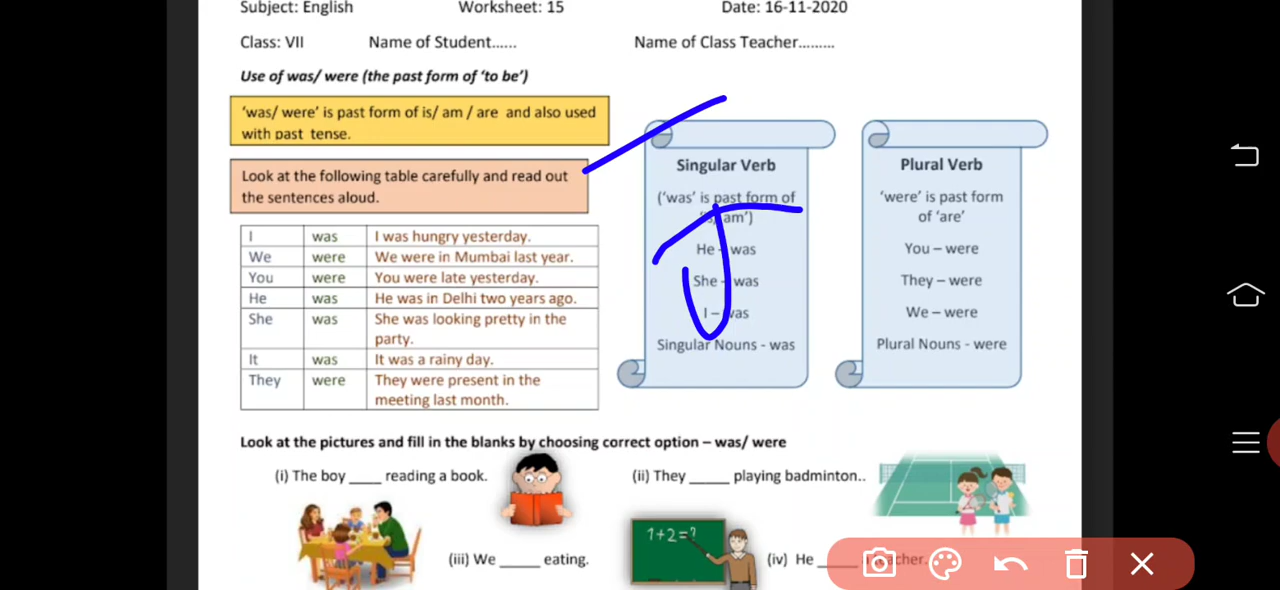 Subject: English Worksheet: 15 Date: 16-11-2020
Class: VII Name of Student...... Name of Class Teacher.........
Use of was/ were (the past form of ‘to be’)
‘was/ were’ is past form of is/ am / are and also used
with past tense.
Look at the following table carefully and read out
the sentences aloud.
I was I was hungry yesterday.
We were We were in Mumbai last year.
You were You were late yesterday.
He was He was in Delhi two years ago.
She was She was looking pretty in the
party.
It was It was a rainy day.
They were They were present in the
meeting last month.
Singular Verb
(‘was’ is past form of
am’)
He - was
She - was
I – was
Singular Nouns - was
Plural Verb
‘were’ is past form
of ‘are’
You – were
They – were
We – were
Plural Nouns - were
Look at the pictures and fill in the blanks by choosing correct option – was/ were
(i) The boy ____ reading a book. (ii) They _____ playing badminton..
1+2=?
(iii) We _____ eating. (iv) He _____ teacher.